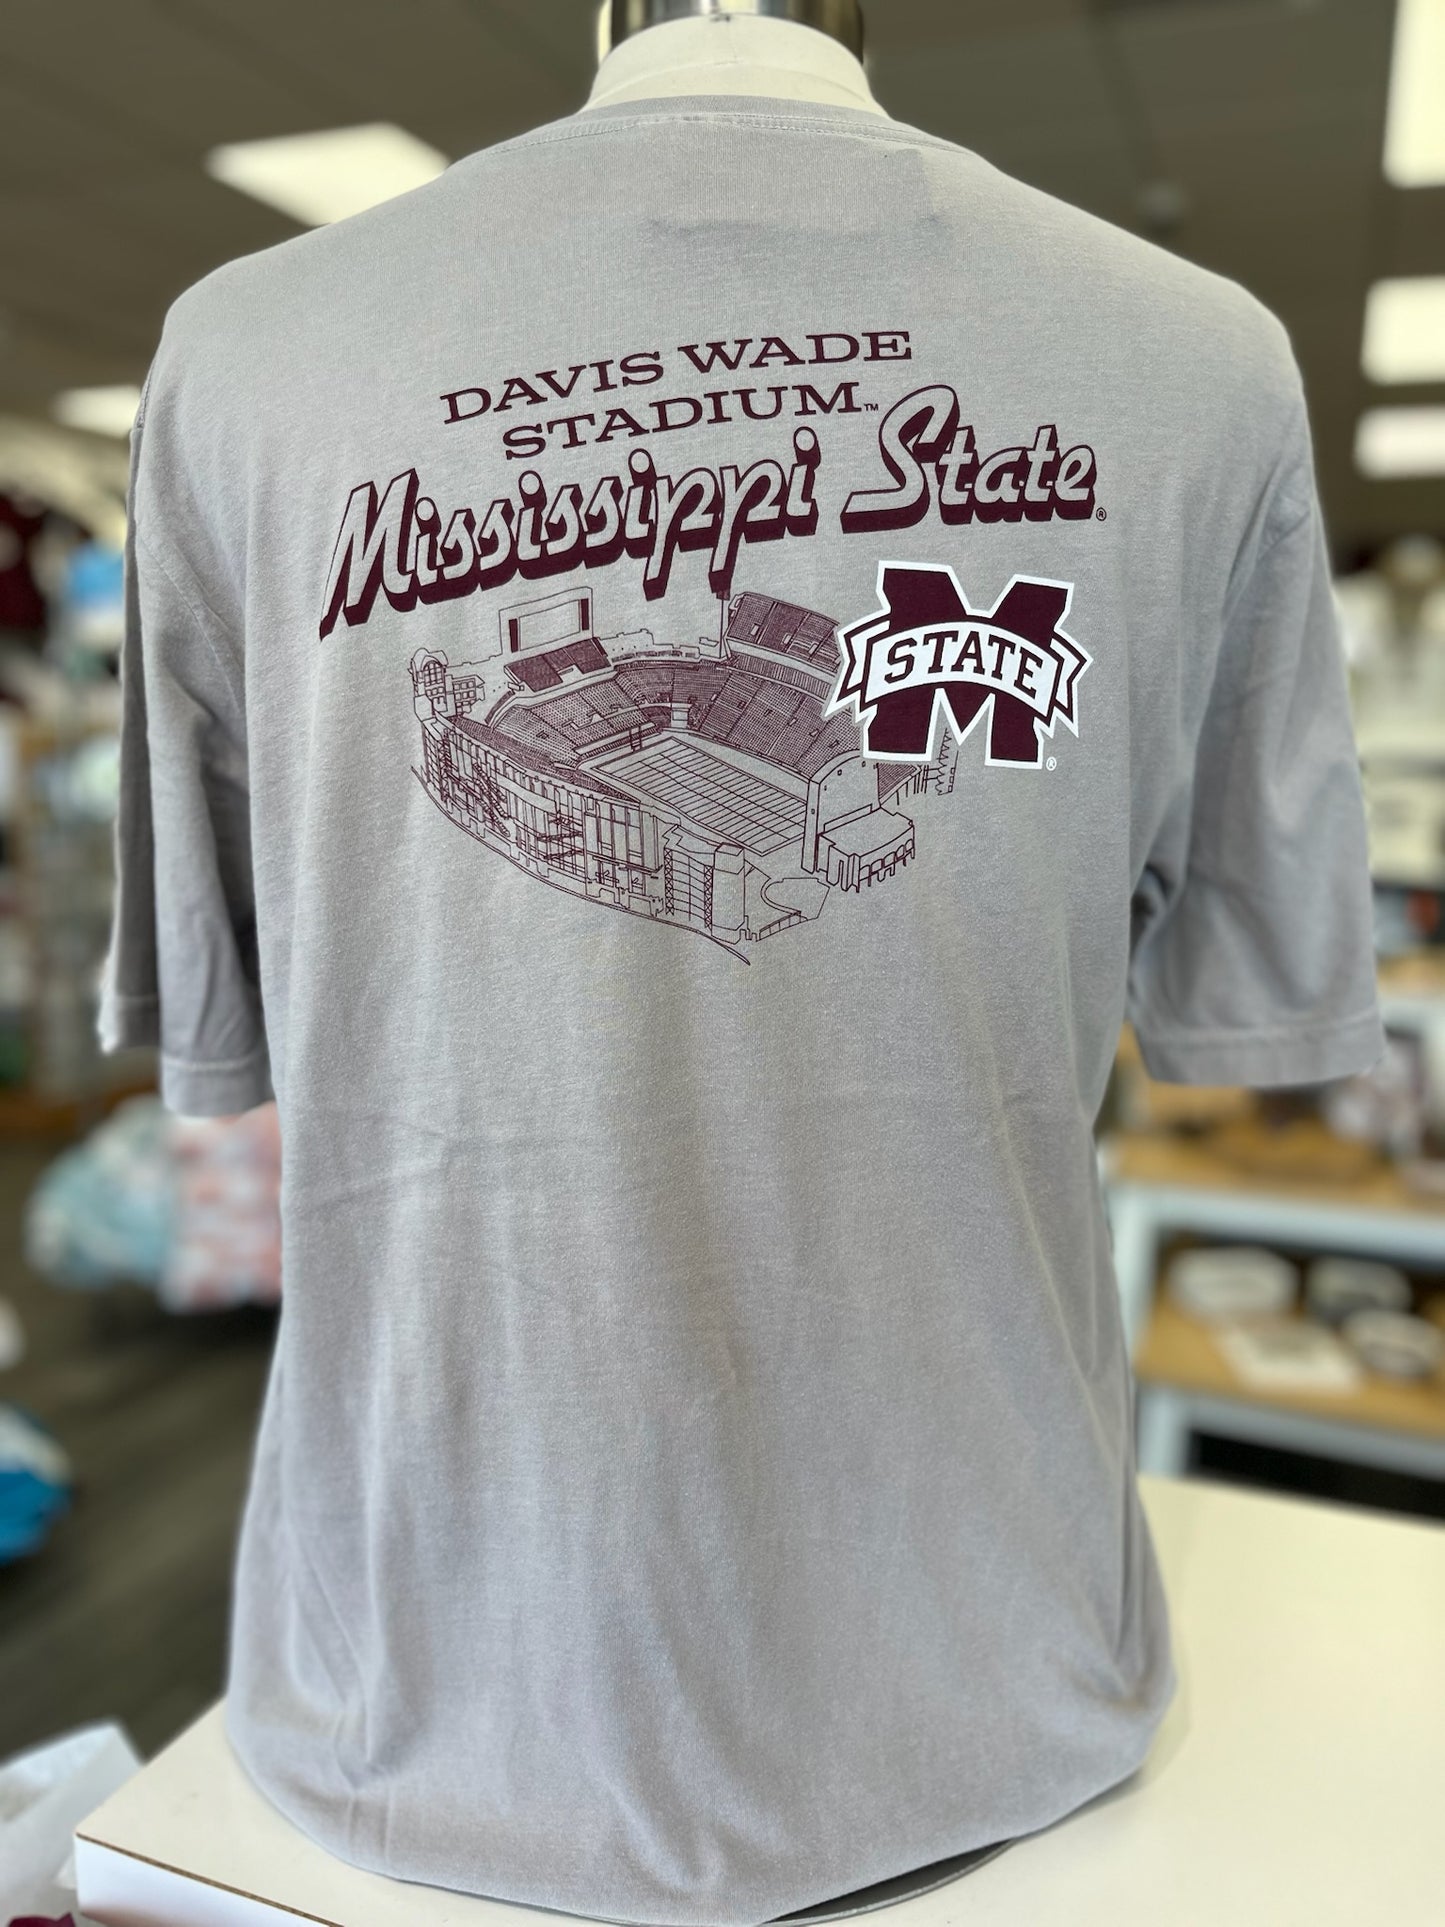 DAVIS WADE
STADIUM™
Mississippi State®
STATE
M®